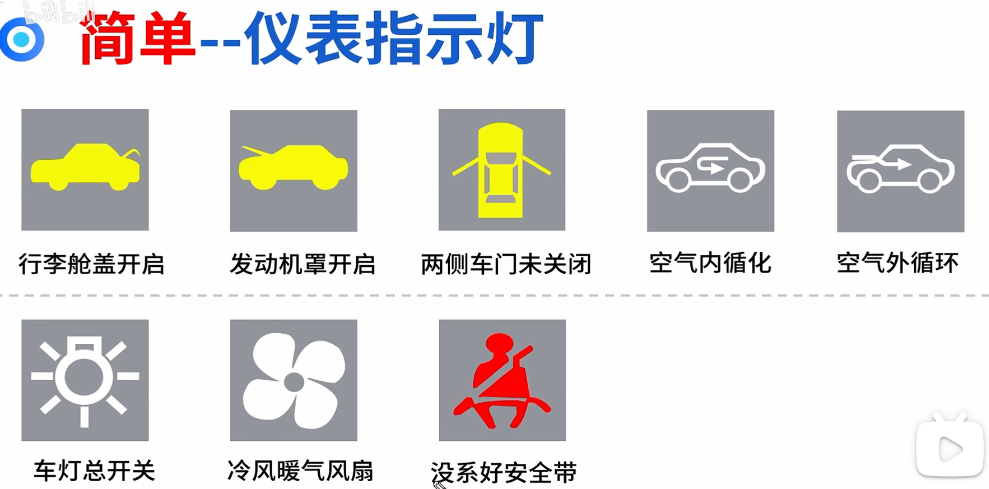 bilibili
简单--仪表指示灯
行李舱盖开启
发动机罩开启
两侧车门未关闭
空气内循化
空气外循环
车灯总开关
冷风暖气风扇
没系好安全带